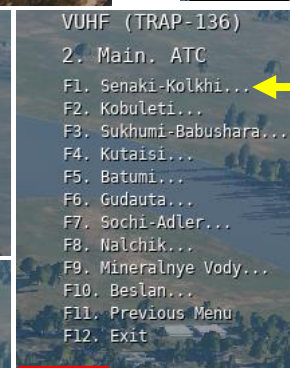 VUHF (TRAP-136)
2. Main. ATC
F1. Senaki-Kolkhi...
F2. Kobuleti...
F3. Sukhumi-Babushara...
F4. Kutaisi...
F5. Batumi...
F6. Gudauta...
F7. Sochi-Adler...
F8. Nalchik...
F9. Mineralnye Vody...
F10. Beslan...
F11. Previous Menu
F12. Exit